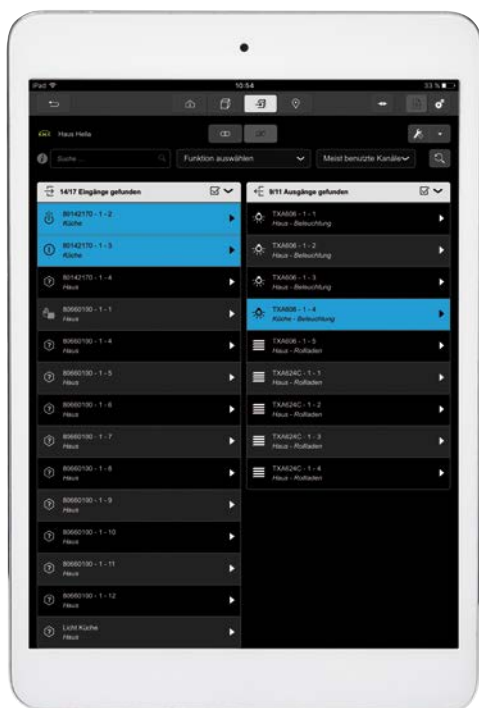 iPad
10:54
33 %
KNX
Haus Hella
Suche ...
Funktion auswählen
Meist benutzte Kanäle
14/17 Eingänge gefunden
80142170 - 1 - 2
Küche
80142170 - 1 - 3
Küche
80142170 - 1 - 4
Haus
80660100 - 1 - 1
Haus
80660100 - 1 - 4
Haus
80660100 - 1 - 5
Haus
80660100 - 1 - 6
Haus
80660100 - 1 - 7
Haus
80660100 - 1 - 8
Haus
80660100 - 1 - 9
Haus
80660100 - 1 - 10
Haus
80660100 - 1 - 11
Haus
80660100 - 1 - 12
Haus
Licht Küche
Haus
9/11 Ausgänge gefunden
TXA606 - 1 - 1
Haus - Beleuchtung
TXA606 - 1 - 2
Haus - Beleuchtung
TXA606 - 1 - 3
Haus - Beleuchtung
TXA606 - 1 - 4
Küche - Beleuchtung
TXA606 - 1 - 5
Haus - Rollladen
TXA624C - 1 - 1
Haus - Rollladen
TXA624C - 1 - 2
Haus - Rollladen
TXA624C - 1 - 3
Haus - Rollladen
TXA624C - 1 - 4
Haus - Rollladen